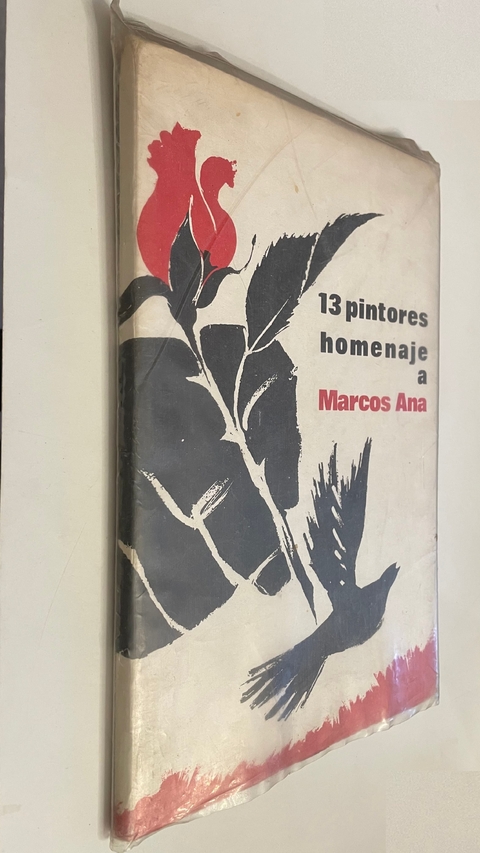 13 pintores
homenaje
a
Marcos Ana